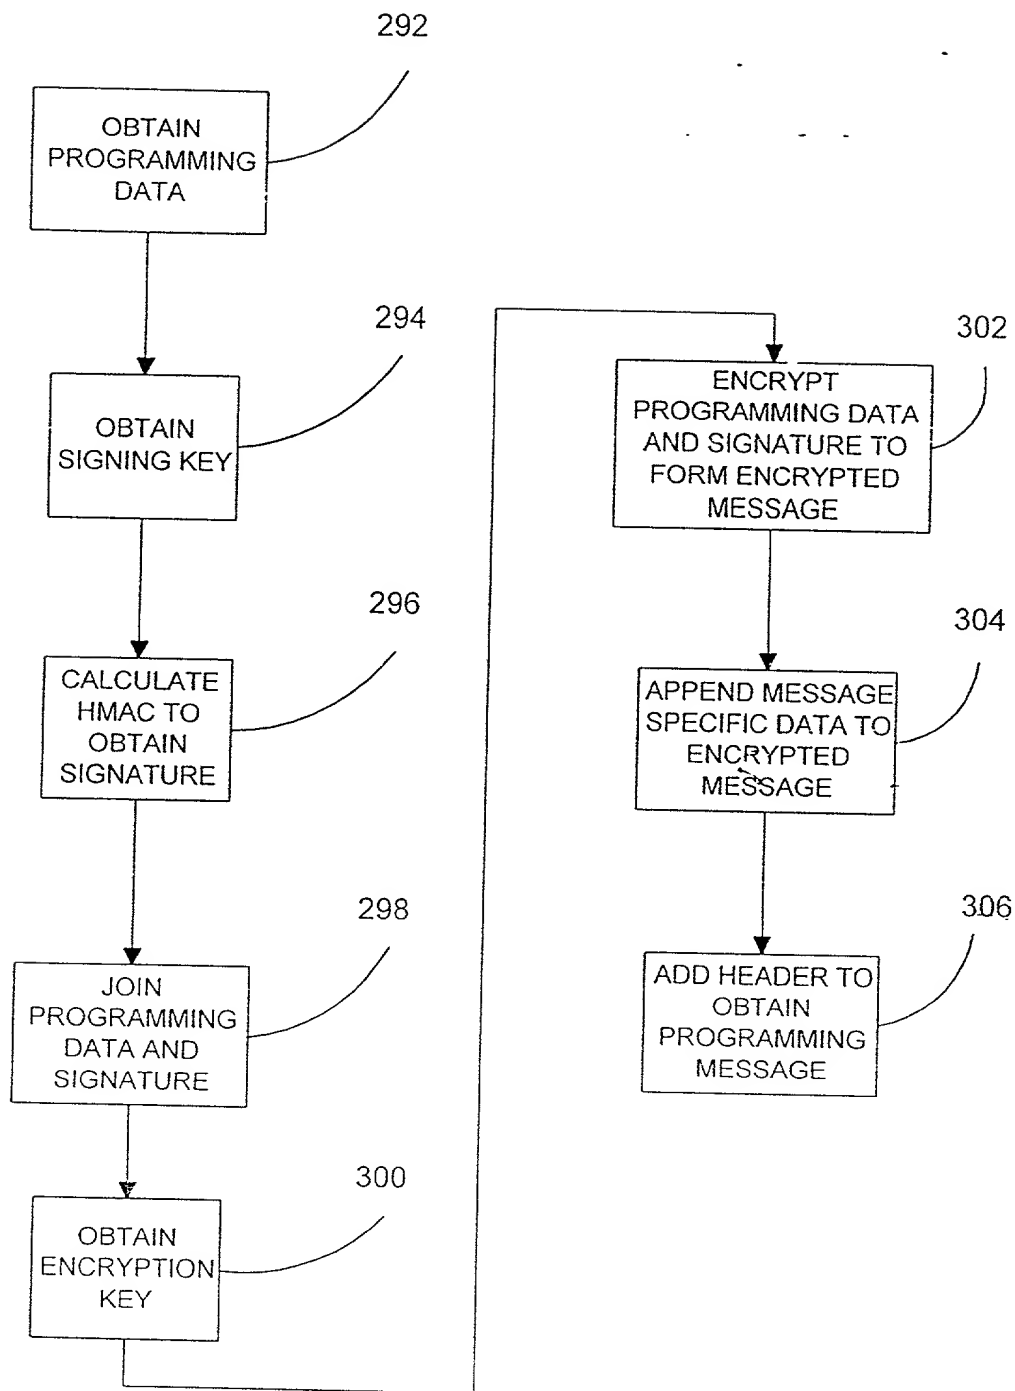 292
OBTAIN
PROGRAMMING
DATA
294
OBTAIN
SIGNING KEY
296
CALCULATE
HMAC TO
OBTAIN
SIGNATURE
298
JOIN
PROGRAMMING
DATA AND
SIGNATURE
300
OBTAIN
ENCRYPTION
KEY
302
ENCRYPT
PROGRAMMING DATA
AND SIGNATURE TO
FORM ENCRYPTED
MESSAGE
304
APPEND MESSAGE
SPECIFIC DATA TO
ENCRYPTED
MESSAGE
306
ADD HEADER TO
OBTAIN
PROGRAMMING
MESSAGE